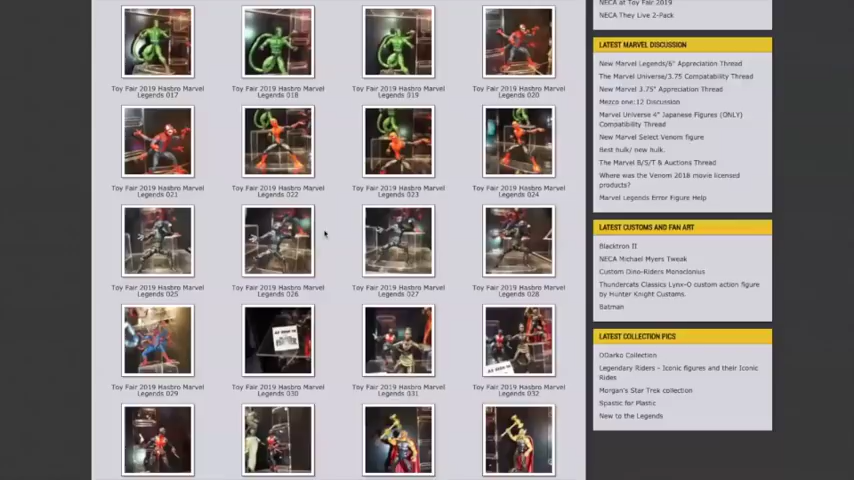 NECA at Toy Fair 2019
NECA They Live 2-Pack
Toy Fair 2019 Hasbro Marvel
Legends 017
Toy Fair 2019 Hasbro Marvel
Legends 018
Toy Fair 2019 Hasbro Marvel
Legends 019
Toy Fair 2019 Hasbro Marvel
Legends 020
Toy Fair 2019 Hasbro Marvel
Legends 021
Toy Fair 2019 Hasbro Marvel
Legends 022
Toy Fair 2019 Hasbro Marvel
Legends 023
Toy Fair 2019 Hasbro Marvel
Legends 024
Toy Fair 2019 Hasbro Marvel
Legends 025
Toy Fair 2019 Hasbro Marvel
Legends 026
Toy Fair 2019 Hasbro Marvel
Legends 027
Toy Fair 2019 Hasbro Marvel
Legends 028
Toy Fair 2019 Hasbro Marvel
Legends 029
Toy Fair 2019 Hasbro Marvel
Legends 030
Toy Fair 2019 Hasbro Marvel
Legends 031
Toy Fair 2019 Hasbro Marvel
Legends 032
LATEST MARVEL DISCUSSION
New Marvel Legends/6" Appreciation Thread
The Marvel Universe/3.75 Compatability Thread
New Marvel 3.75" Appreciation Thread
Mezco one:12 Discussion
Marvel Universe 4" Japanese Figures (ONLY)
Compatibility Thread
New Marvel Select Venom figure
Best hulk/ new hulk.
The Marvel B/S/T & Auctions Thread
Where was the Venom 2018 movie licensed
products?
Marvel Legends Error Figure Help
LATEST CUSTOMS AND FAN ART
Blacktron II
NECA Michael Myers Tweak
Custom Dino-Riders Monoclonius
Thundercats Classics Lynx-O custom action figure
by Hunter Knight Customs.
Batman
LATEST COLLECTION PICS
DDarko Collection
Legendary Riders - Iconic figures and their Iconic
Rides
Morgan's Star Trek collection
Spastic for Plastic
New to the Legends